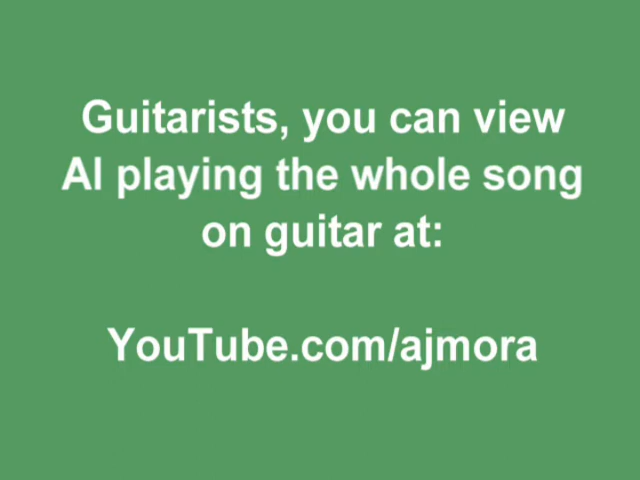 Guitarists, you can view
Al playing the whole song
on guitar at:
YouTube.com/ajmora